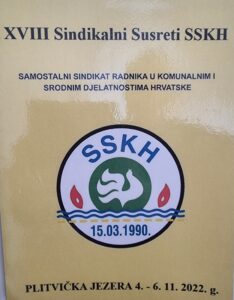 XVIII Sindikalni Susreti SSKH
SAMOSTALNI SINDIKAT RADNIKA U KOMUNALNIM I
SRODNIM DJELATNOSTIMA HRVATSKE
SSKH
15.03.1990.
PLITVIČKA JEZERA 4. - 6. 11. 2022. g.